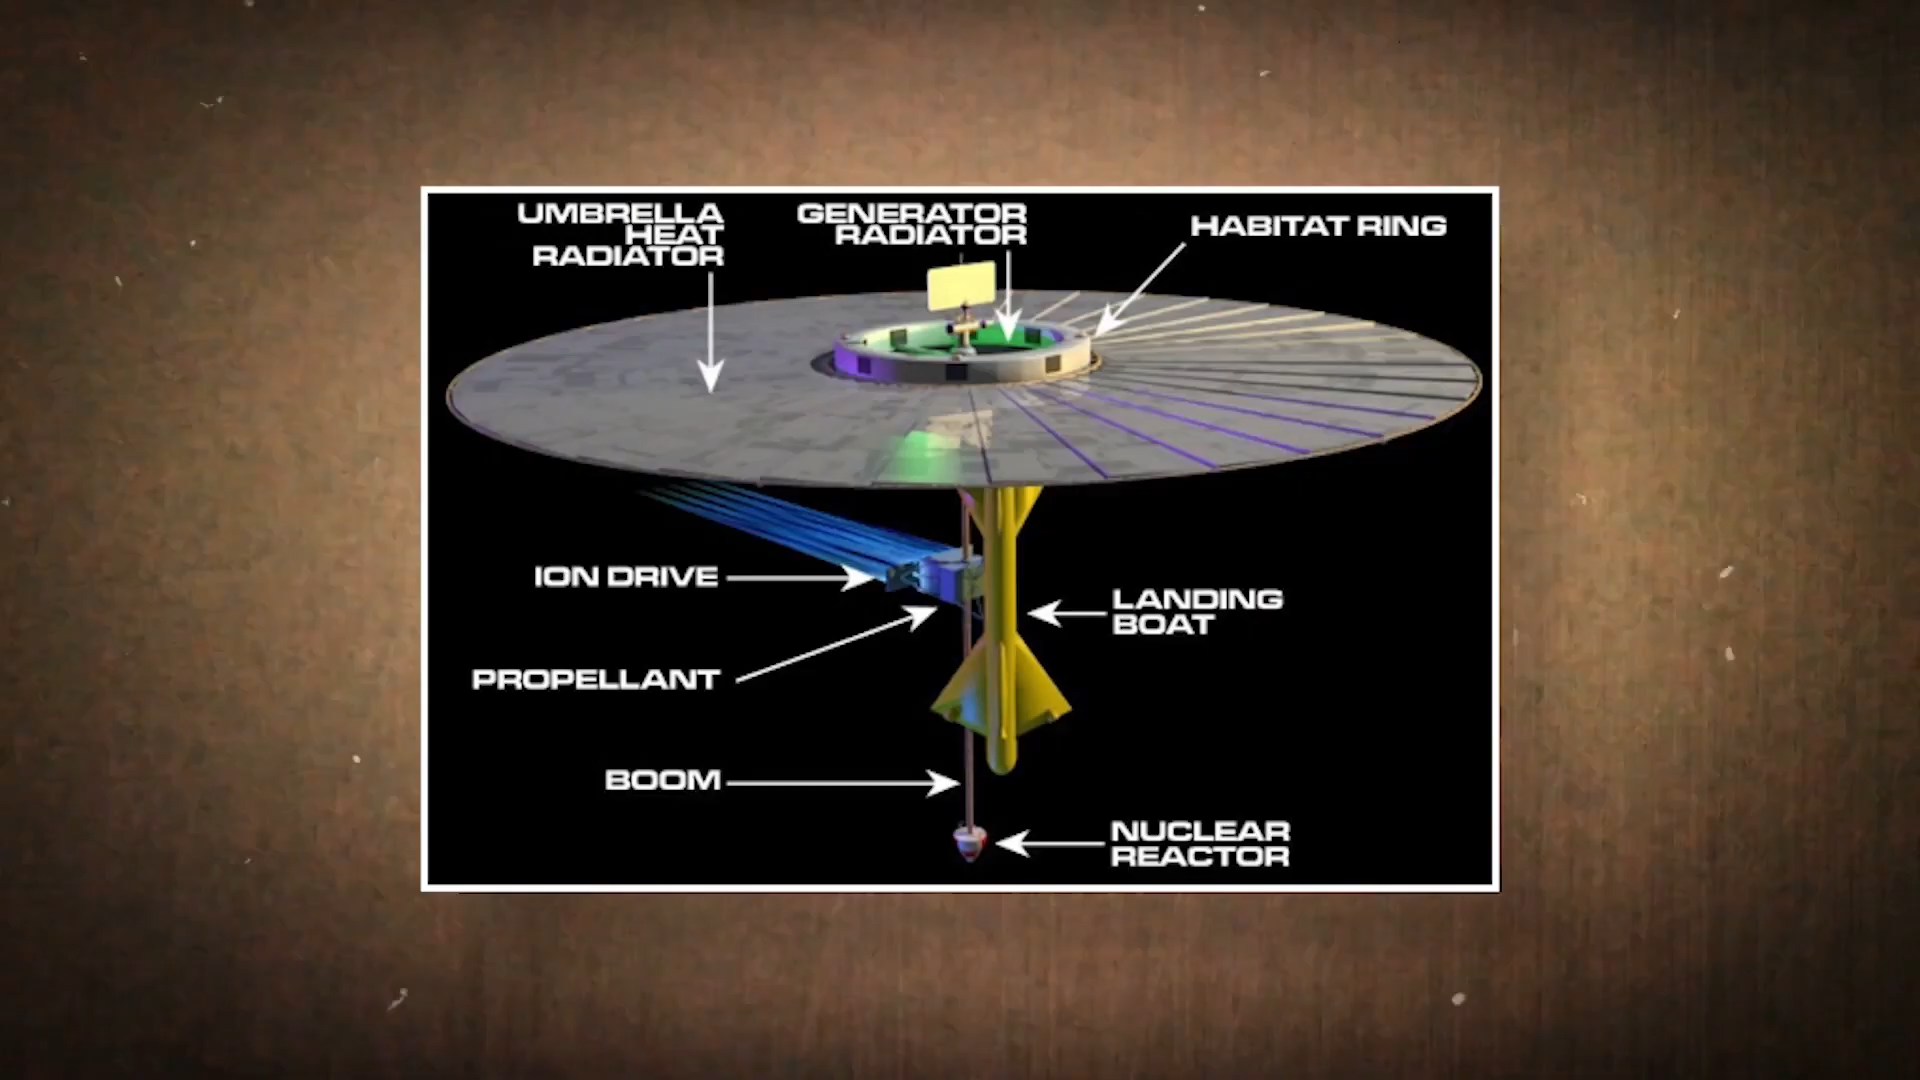 UMBRELLA
HEAT
RADIATOR
GENERATOR
RADIATOR
HABITAT RING
ION DRIVE
LANDING
BOAT
PROPELLANT
BOOM
NUCLEAR
REACTOR